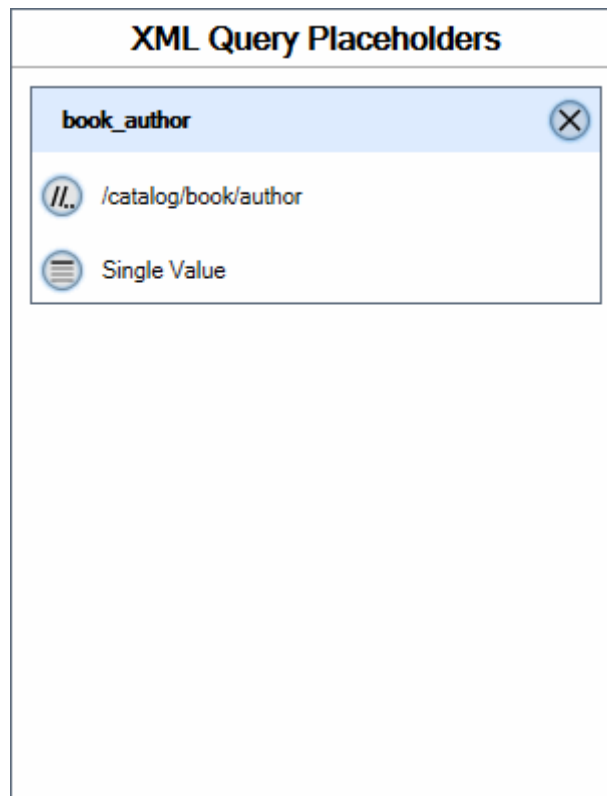 XML Query Placeholders
book_author
//..
/catalog/book/author
Single Value